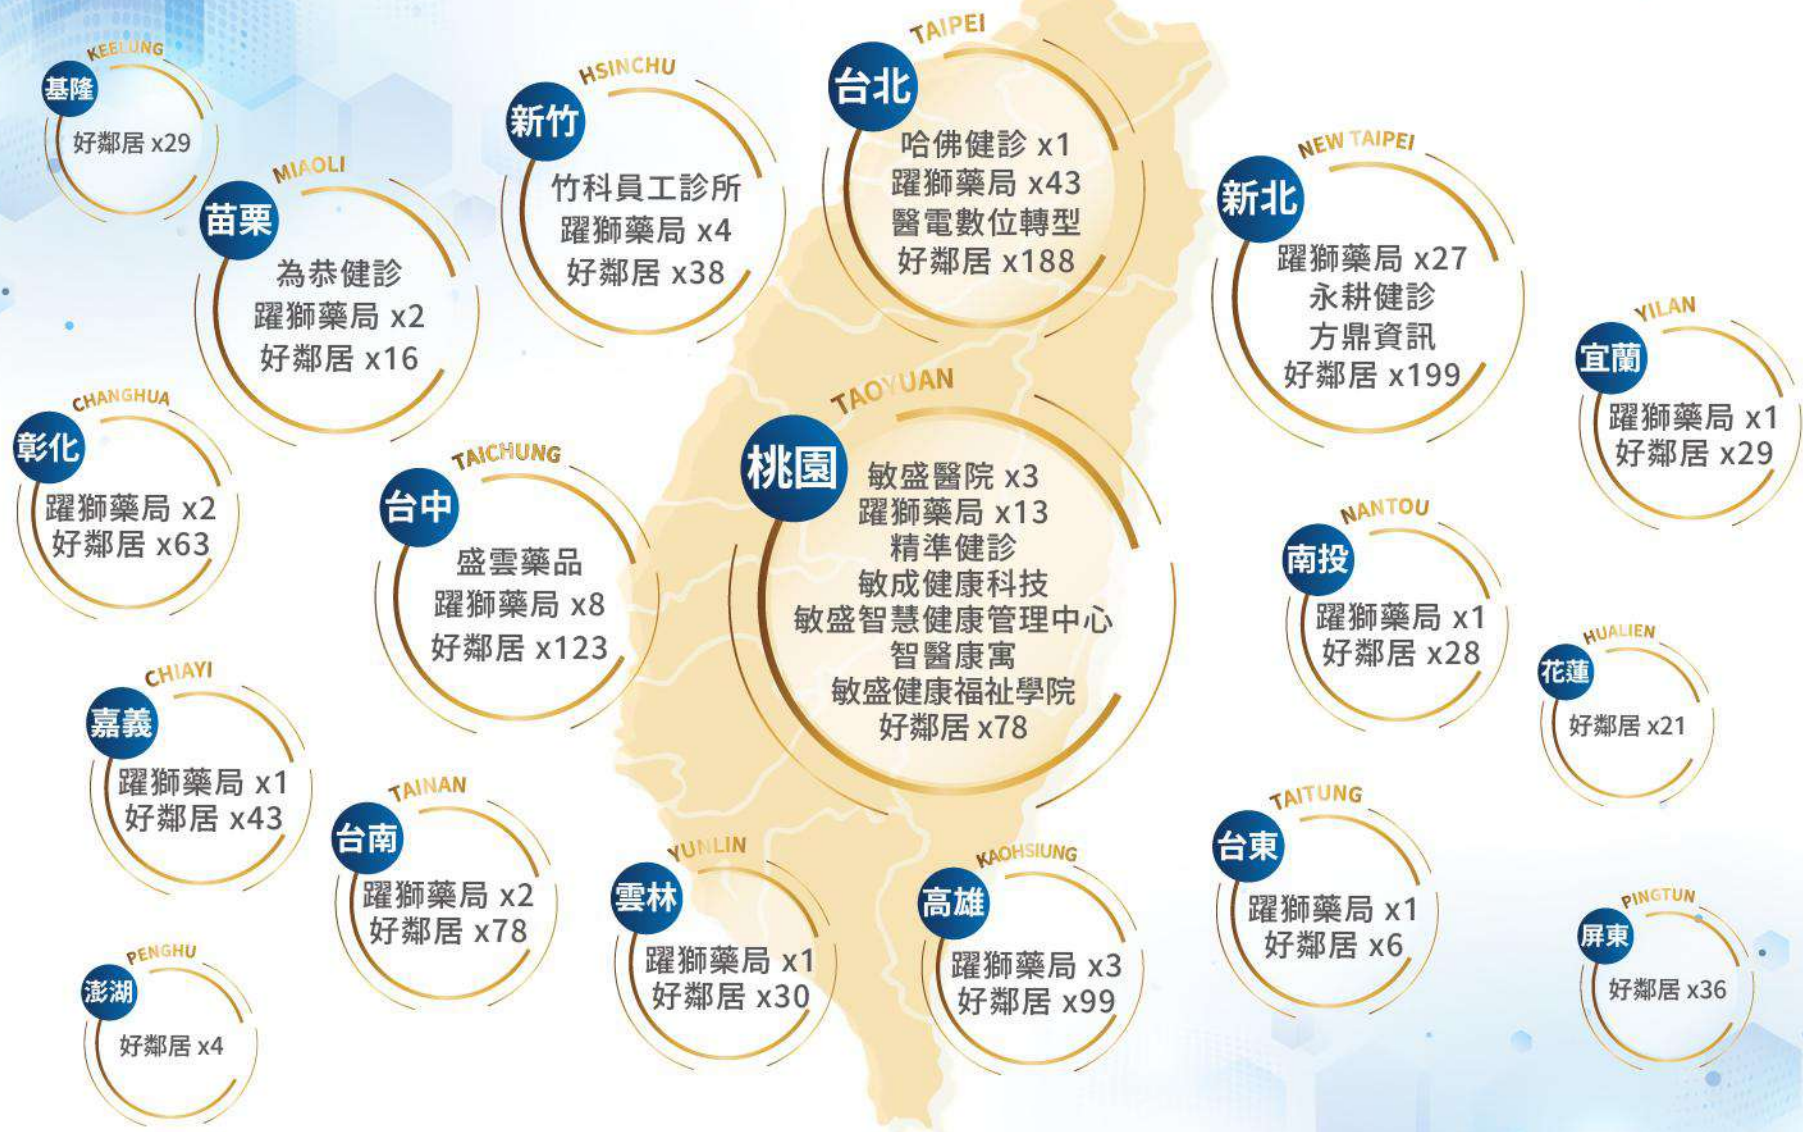 KEELUNG
基隆
好鄰居 x29
MIAOLI
苗栗
為恭健診
躍獅藥局 x2
好鄰居 x16
HSINCHU
新竹
竹科員工診所
躍獅藥局 x4
好鄰居 x38
TAIPEI
台北
哈佛健診 x1
躍獅藥局 x43
醫電數位轉型
好鄰居 x188
NEW TAIPEI
新北
躍獅藥局 x27
永耕健診
方鼎資訊
好鄰居 x199
YILAN
宜蘭
躍獅藥局 x1
好鄰居 x29
CHANGHUA
彰化
躍獅藥局 x2
好鄰居 x63
TAICHUNG
台中
盛雲藥品
躍獅藥局 x8
好鄰居 x123
TAOYUAN
桃園
敏盛醫院 x3
躍獅藥局 x13
精準健診
敏成健康科技
敏盛智慧健康管理中心
智醫康寓
敏盛健康福祉學院
好鄰居 x78
NANTOU
南投
躍獅藥局 x1
好鄰居 x28
HUALIEN
花蓮
好鄰居 x21
CHIAYI
嘉義
躍獅藥局 x1
好鄰居 x43
TAINAN
台南
躍獅藥局 x2
好鄰居 x78
YUNLIN
雲林
躍獅藥局 x1
好鄰居 x30
KAOHSIUNG
高雄
躍獅藥局 x3
好鄰居 x99
TAITUNG
台東
躍獅藥局 x1
好鄰居 x6
PINGTUN
屏東
好鄰居 x36
PENGHU
澎湖
好鄰居 x4